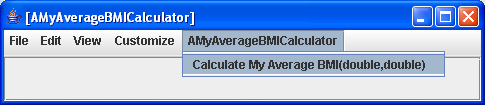 [AMyAverageBMICalculator]
File Edit View Customize AMyAverageBMICalculator
Calculate My Average BMI(double,double)